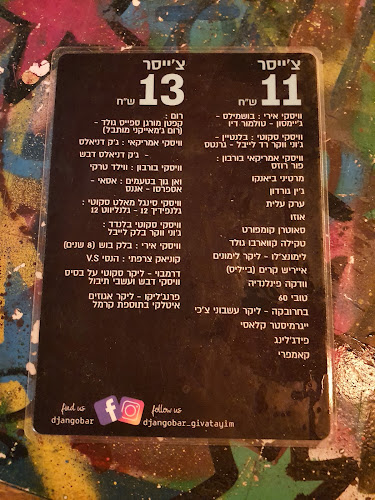 צ'ייסר
11 ש"ח
וויסקי אירי : בושמילס -
ג'יימסון - טולמור דיו
וויסקי סקוטי : בלנטיין -
ג'וני ווקר רד לייבל - גרנטס
וויסקי אמריקאי בורבון :
פור רוזס
מרטיני ביאנקו
ג'ין גורדון
ערק עלית
אוזו
סאוטרן קומפורט
טקילה קווארבו גולד
לימונצ'לו - ליקר לימונים
אייריש קרים (בייליס)
וודקה פינלנדיה
טובי 60
בחרובקה - ליקר עשבוני צ'כי
ייגרמיסטר קלאסי
פידג'לינג
קאמפרי
צ'ייסר
13 ש"ח
רום :
קפטן מורגן ספייס גולד -
(רום ג'מאייקני מתובל)
וויסקי אמריקאי : ג'ק דניאלס
- ג'ק דניאלס דבש
וויסקי בורבון : ווילד טרקי
ואן גוך בטעמים : אסאי -
אספרסו - אננס
וויסקי סינגל מאלט סקוטי :
גלנפידיך 12 - גלנליווט 12
וויסקי סקוטי בלנדד :
ג'וני ווקר בלק לייבל
וויסקי אירי : בלק בוש (8 שנים)
קוניאק צרפתי : הנסי V.S
דרמבוי - ליקר סקוטי על בסיס
וויסקי דבש ועשבי תיבול
פרנג'ליקו - ליקר אגוזים
איטלקי בתוספת קרמל
find us
djangobar
follow us
djangobar_givatayim